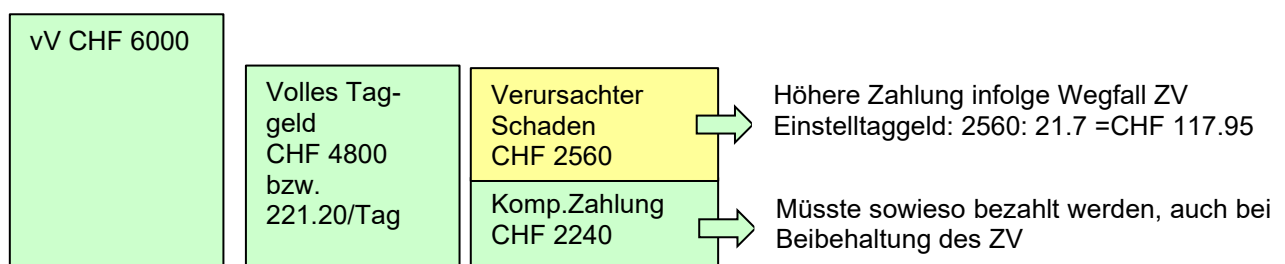 vV CHF 6000
Volles Tag-
geld
CHF 4800
bzw.
221.20/Tag
Verursachter
Schaden
CHF 2560
Komp.Zahlung
CHF 2240
Höhere Zahlung infolge Wegfall ZV
Einstelltaggeld: 2560: 21.7 =CHF 117.95
Müsste sowieso bezahlt werden, auch bei
Beibehaltung des ZV